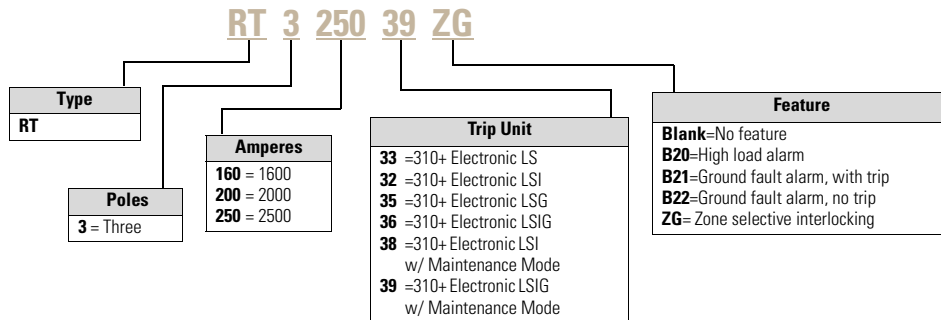 RT 3 250 39 ZG
Type
RT
Poles
3 = Three
Amperes
160 = 1600
200 = 2000
250 = 2500
Trip Unit
33 =310+ Electronic LS
32 =310+ Electronic LSI
35 =310+ Electronic LSG
36 =310+ Electronic LSIG
38 =310+ Electronic LSI
w/ Maintenance Mode
39 =310+ Electronic LSIG
w/ Maintenance Mode
Feature
Blank=No feature
B20=High load alarm
B21=Ground fault alarm, with trip
B22=Ground fault alarm, no trip
ZG= Zone selective interlocking